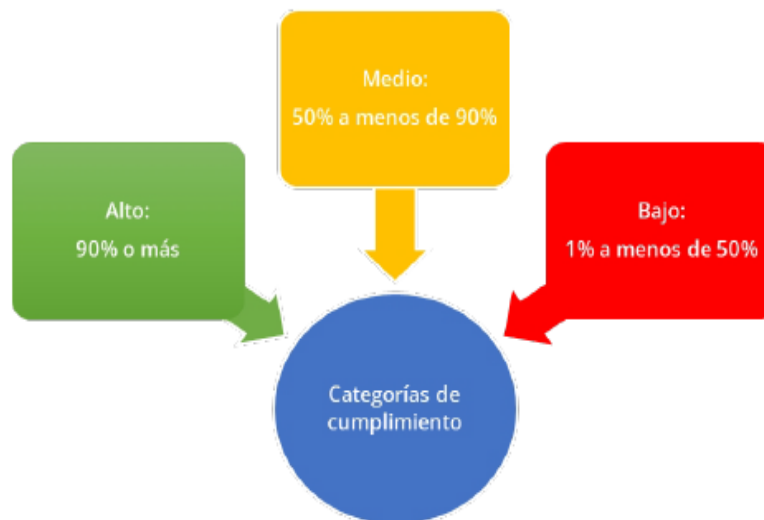 Medio:
50% a menos de 90%
Alto:
90% o más
Bajo:
1% a menos de 50%
Categorías de
cumplimiento